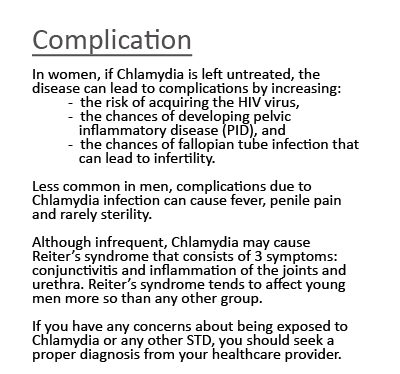 Complication
In women, if Chlamydia is left untreated, the
disease can lead to complications by increasing:
- the risk of acquiring the HIV virus,
- the chances of developing pelvic
inflammatory disease (PID), and
- the chances of fallopian tube infection that
can lead to infertility.
Less common in men, complications due to
Chlamydia infection can cause fever, penile pain
and rarely sterility.
Although infrequent, Chlamydia may cause
Reiter's syndrome that consists of 3 symptoms:
conjunctivitis and inflammation of the joints and
urethra. Reiter's syndrome tends to affect young
men more so than any other group.
If you have any concerns about being exposed to
Chlamydia or any other STD, you should seek a
proper diagnosis from your healthcare provider.